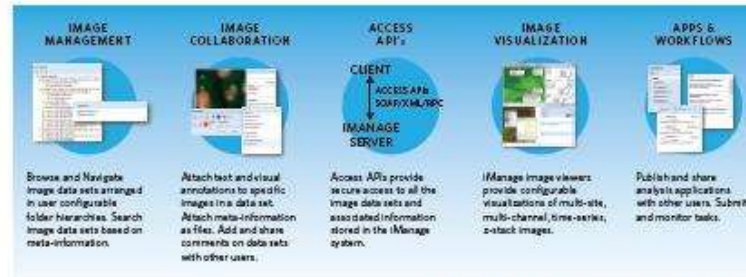 IMAGE
MANAGEMENT
Browse and Navigate
image data sets arranged
in user configurable
folder hierarchies. Search
image data sets based on
meta-information.
IMAGE
COLLABORATION
Attach text and visual
annotations to specific
images in a data set.
Attach meta-information
as files. Add and share
comments on data sets
with other users.
ACCESS
API's
CLIENT
ACCESS APIs
SOAP/XML/RPC
IMANAGE
SERVER
Access APIs provide
secure access to all the
image data sets and
associated information
stored in the iManage
system.
IMAGE
VISUALIZATION
iManage image viewers
provide configurable
visualizations of multi-site,
multi-channel, time-series,
z-stack images.
APPS &
WORKFLOWS
Publish and share
analysis applications
with other users. Submit
and monitor tasks.